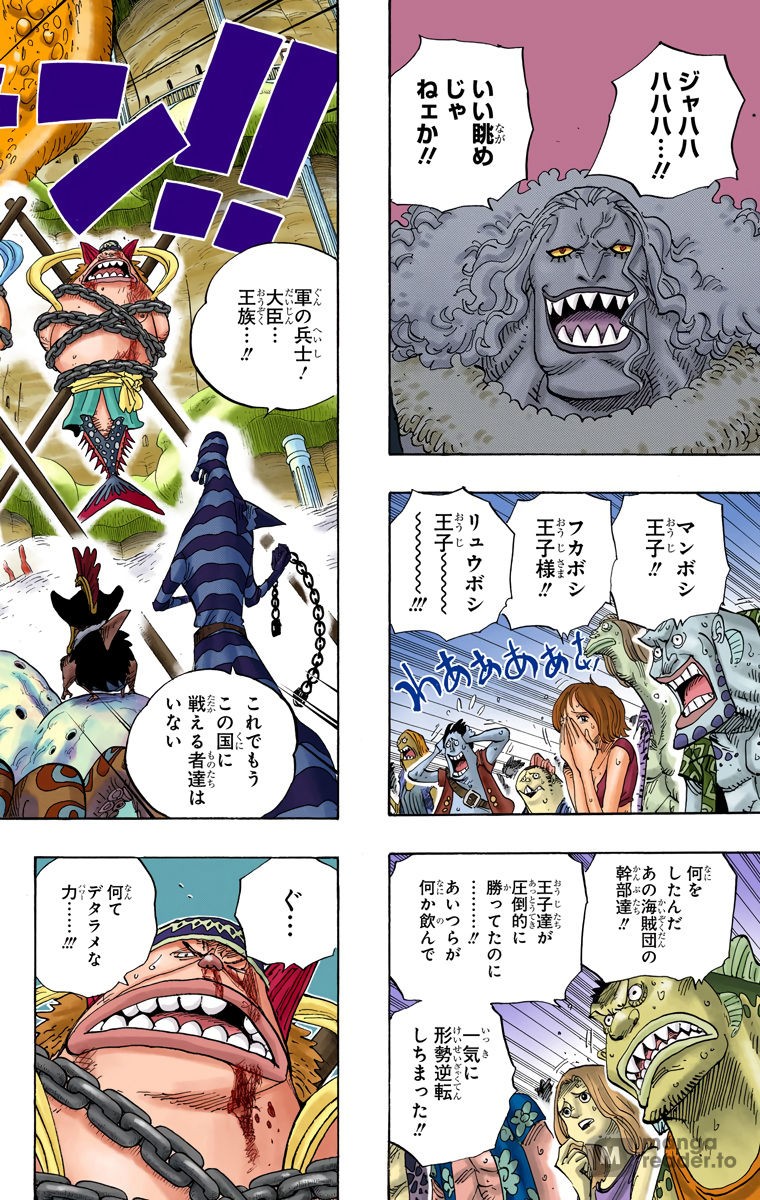 ジャハハ
ハハハ…!!
いい眺め
じゃ
ねェか!!
マンボシ
王子!!
フカボシ
王子様!!
リュウボシ
王子〜〜〜〜!!!
わああああぁ!
何を
したんだ
あの海賊団の
幹部達!!
王子達が
圧倒的に
勝ってたのに
………!!
あいつらが
何か飲んで
一気に
形勢逆転
しちまった!!
ン!!
軍の兵士!
大臣…
王族…!!
これでもう
この国に
戦える者達は
いない
ぐ…
何て
デタラメな
力……!!!
manga
reader.to